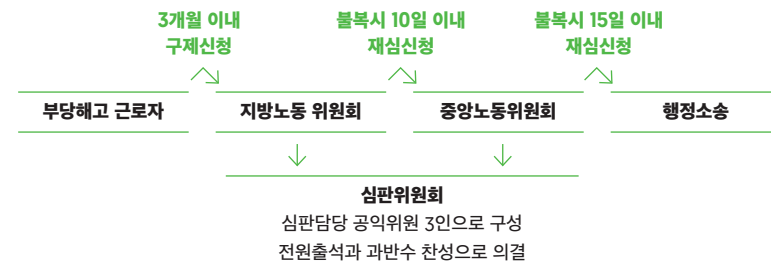 3개월 이내
구제신청
불복시 10일 이내
재심신청
불복시 15일 이내
재심신청
부당해고 근로자
지방노동 위원회
중앙노동위원회
행정소송
심판위원회
심판담당 공익위원 3인으로 구성
전원출석과 과반수 찬성으로 의결